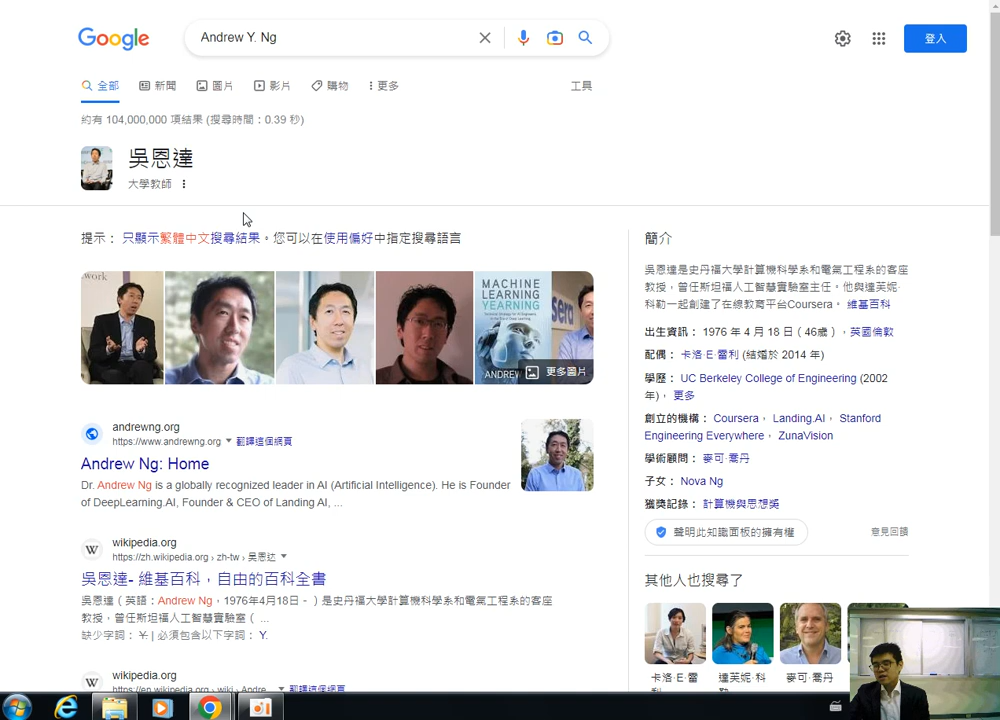 Google
Andrew Y. Ng
登入
全部
新聞
圖片
影片
購物
更多
工具
約有 104,000,000 項結果 (搜尋時間:0.39 秒)
吳恩達
大學教師
提示: 只顯示繁體中文搜尋結果。您可以在使用偏好中指定搜尋語言
work
MACHINE
LEARNING
YEARNING
ANDREW
sera
更多圖片
andrewng.org
https://www.andrewng.org
翻譯這個網頁
Andrew Ng: Home
Dr. Andrew Ng is a globally recognized leader in AI (Artificial Intelligence). He is Founder
of DeepLearning.AI, Founder & CEO of Landing AI, ...
W
wikipedia.org
https://zh.wikipedia.org › zh-tw › 吳恩达
吳恩達- 維基百科,自由的百科全書
吳恩達(英語:Andrew Ng,1976年4月18日-)是史丹福大學計算機科學系和電氣工程系的客座
教授,曾任斯坦福人工智慧實驗室( ...
缺少字詞: ¥ | 必須包含以下字詞: Y.
W
wikipedia.org
https://en.wikipedia.org › wiki › Andre...
翻譯這個網頁
簡介
吳恩達是史丹福大學計算機科學系和電氣工程系的客座
教授,曾任斯坦福人工智慧實驗室主任。他與達芙妮·
科勒一起創建了在線教育平台Coursera。 維基百科
出生資訊: 1976 年 4 月 18 日(46歲),英國倫敦
配偶: 卡洛·E·雷利 (結婚於 2014 年)
學歷: UC Berkeley College of Engineering (2002
年), 更多
創立的機構: Coursera, Landing.AI, Stanford
Engineering Everywhere, ZunaVision
學術顧問: 麥可·喬丹
子女: Nova Ng
獲獎記錄: 計算機與思想獎
聲明此知識面板的擁有權
意見回饋
其他人也搜尋了
卡洛·E·雷
利
達芙妮·科
勒
麥可·喬丹